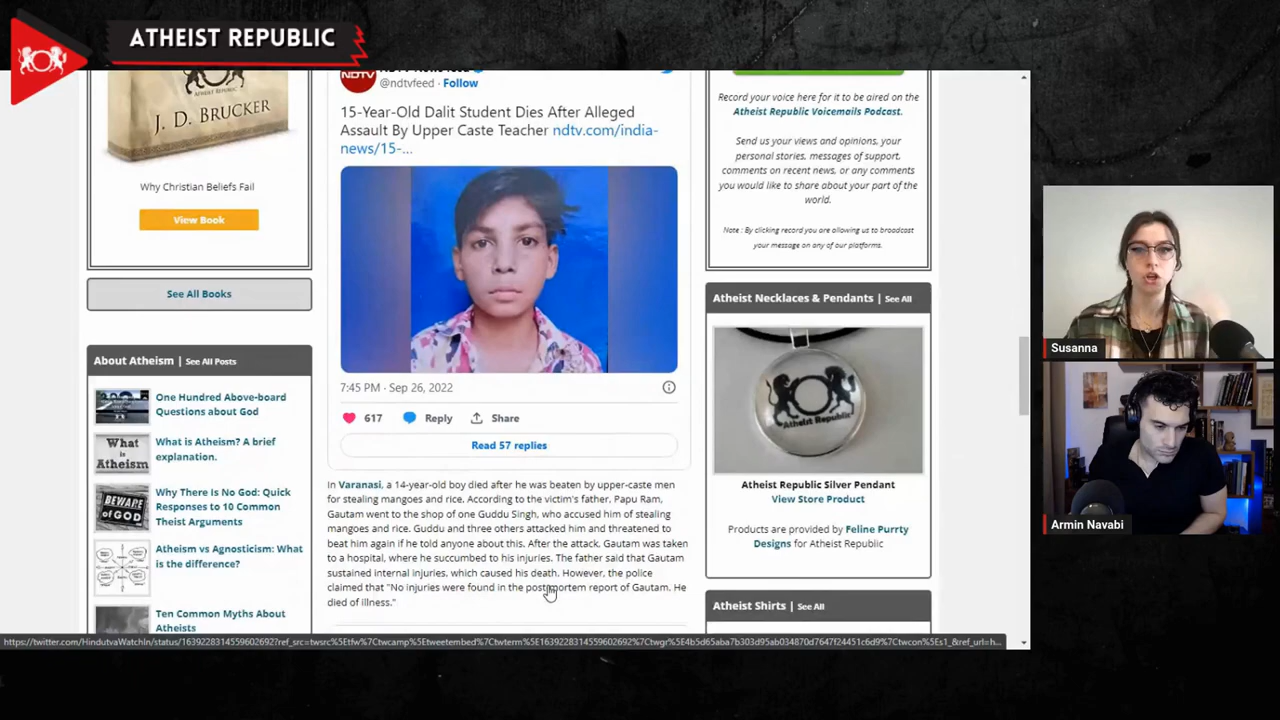 ATHEIST REPUBLIC
ATHEIST REPUBLIC
J. D. BRUCKER
Why Christian Beliefs Fail
View Book
See All Books
About Atheism | See All Posts
One Hundred Above-board
Questions about God
What is
Atheism
What is Atheism? A brief
explanation.
BEWARE
of GOD
Why There Is No God: Quick
Responses to 10 Common
Theist Arguments
Atheism vs Agnosticism: What
is the difference?
Ten Common Myths About
Atheists
NDTV
@ndtvfeed · Follow
15-Year-Old Dalit Student Dies After Alleged
Assault By Upper Caste Teacher ndtv.com/india-
news/15-...
7:45 PM · Sep 26, 2022
617 Reply Share
Read 57 replies
In Varanasi, a 14-year-old boy died after he was beaten by upper-caste men
for stealing mangoes and rice. According to the victim's father, Papu Ram,
Gautam went to the shop of one Guddu Singh, who accused him of stealing
mangoes and rice. Guddu and three others attacked him and threatened to
beat him again if he told anyone about this. After the attack, Gautam was taken
to a hospital, where he succumbed to his injuries. The father said that Gautam
sustained internal injuries, which caused his death. However, the police
claimed that "No injuries were found in the postmortem report of Gautam. He
died of illness."
Record your voice here for it to be aired on the
Atheist Republic Voicemails Podcast.
Send us your views and opinions, your
personal stories, messages of support,
comments on recent news, or any comments
you would like to share about your part of the
world.
Note : By clicking record you are allowing us to broadcast
your message on any of our platforms.
Atheist Necklaces & Pendants | See All
Atheist Republic
Atheist Republic Silver Pendant
View Store Product
Products are provided by Feline Purrty
Designs for Atheist Republic
Atheist Shirts | See All
Susanna
Armin Navabi